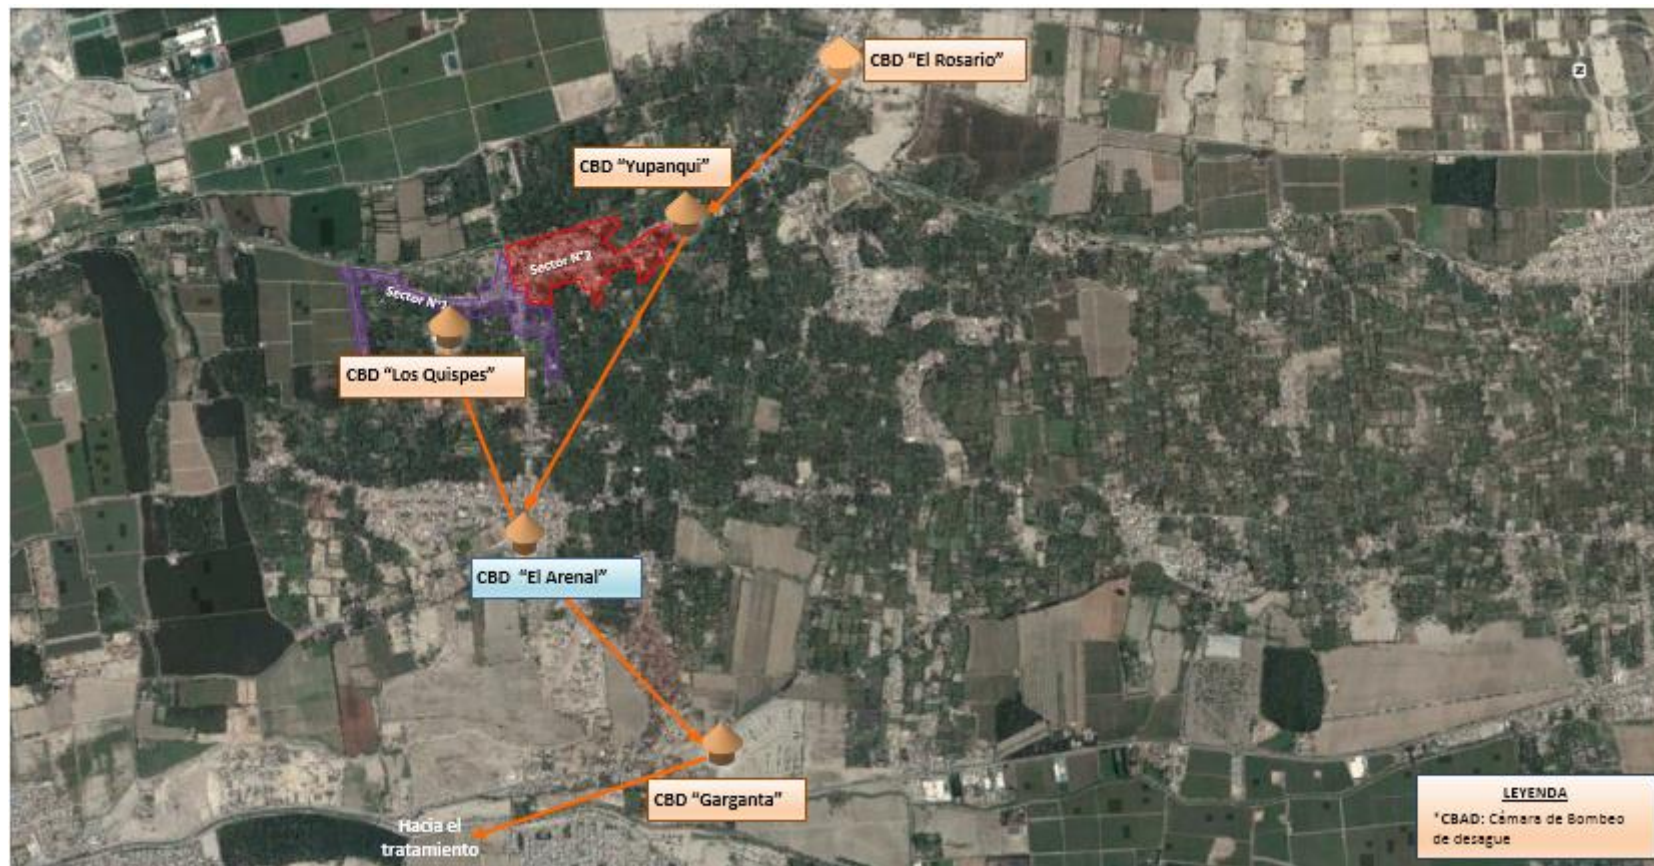 CBD "El Rosario"
CBD "Yupanqui"
Sector N°2
Sector N°1
CBD "Los Quispes"
CBD "El Arenal"
CBD "Garganta"
Hacia el
tratamiento
LEYENDA
*CBAD: Cámara de Bombeo
de desague
Z